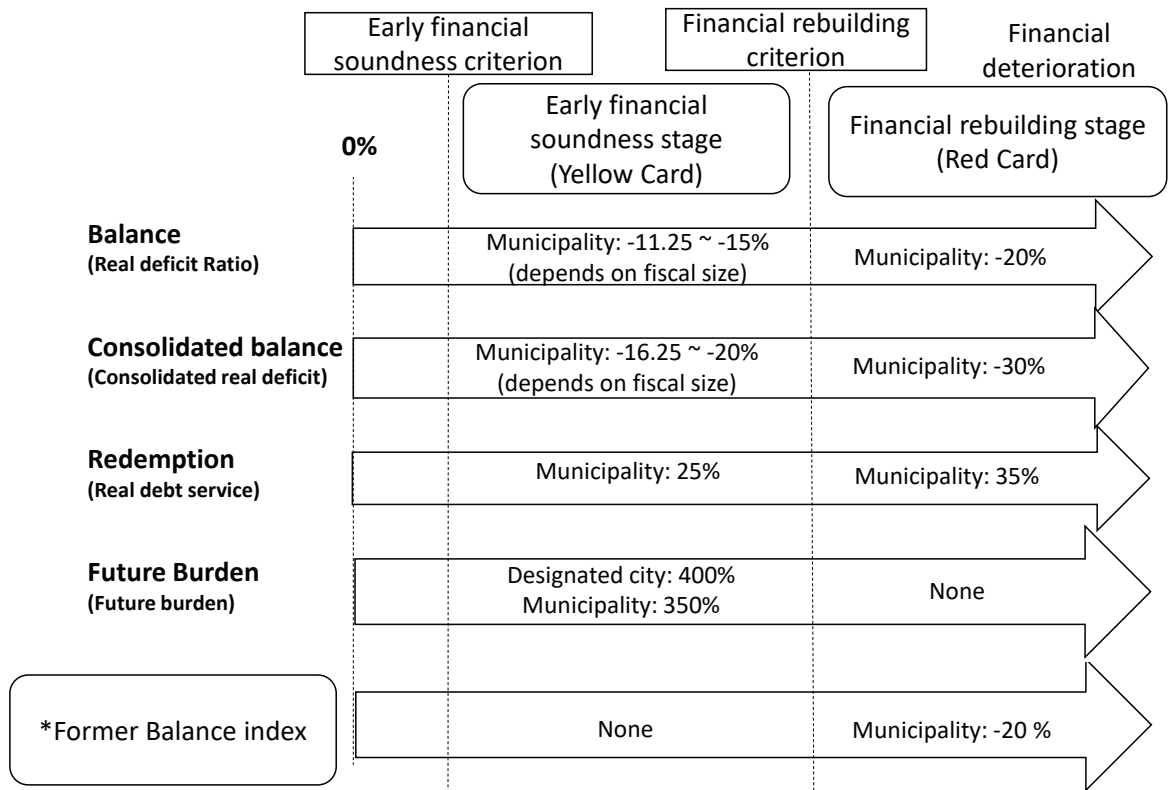 Early financial
soundness criterion
Financial rebuilding
criterion
Financial
deterioration
Early financial
soundness stage
(Yellow Card)
Financial rebuilding stage
(Red Card)
0%
Balance
(Real deficit Ratio)
Municipality: -11.25 ~ -15%
(depends on fiscal size)
Municipality: -20%
Consolidated balance
(Consolidated real deficit)
Municipality: -16.25 ~ -20%
(depends on fiscal size)
Municipality: -30%
Redemption
(Real debt service)
Municipality: 25%
Municipality: 35%
Future Burden
(Future burden)
Designated city: 400%
Municipality: 350%
None
*Former Balance index
None
Municipality: -20 %